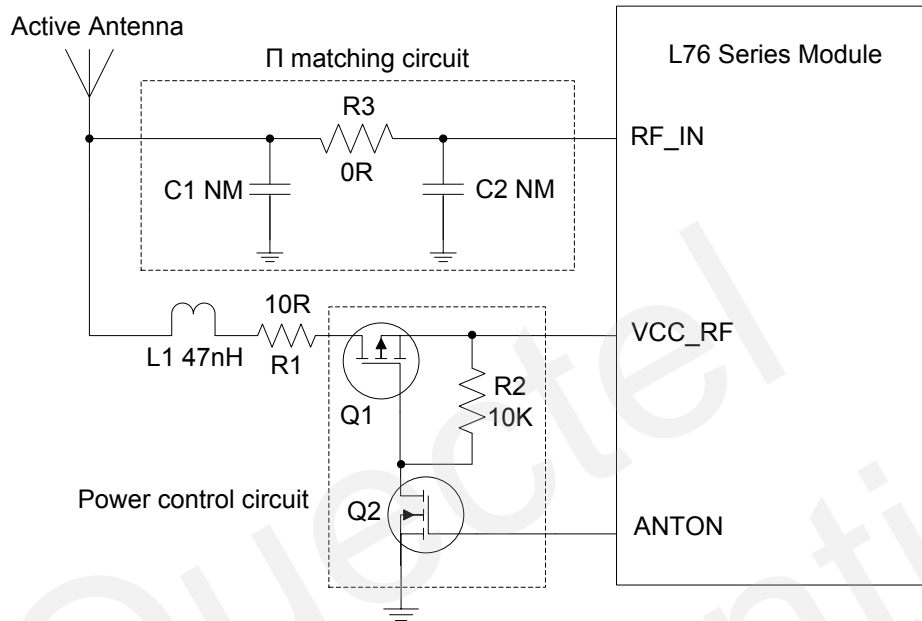 Active Antenna
Π matching circuit
L76 Series Module
R3
RF_IN
0R
C1 NM
C2 NM
10R
VCC_RF
L1 47nH
R1
R2
10K
Q1
Power control circuit
Q2
ANTON
Quectel